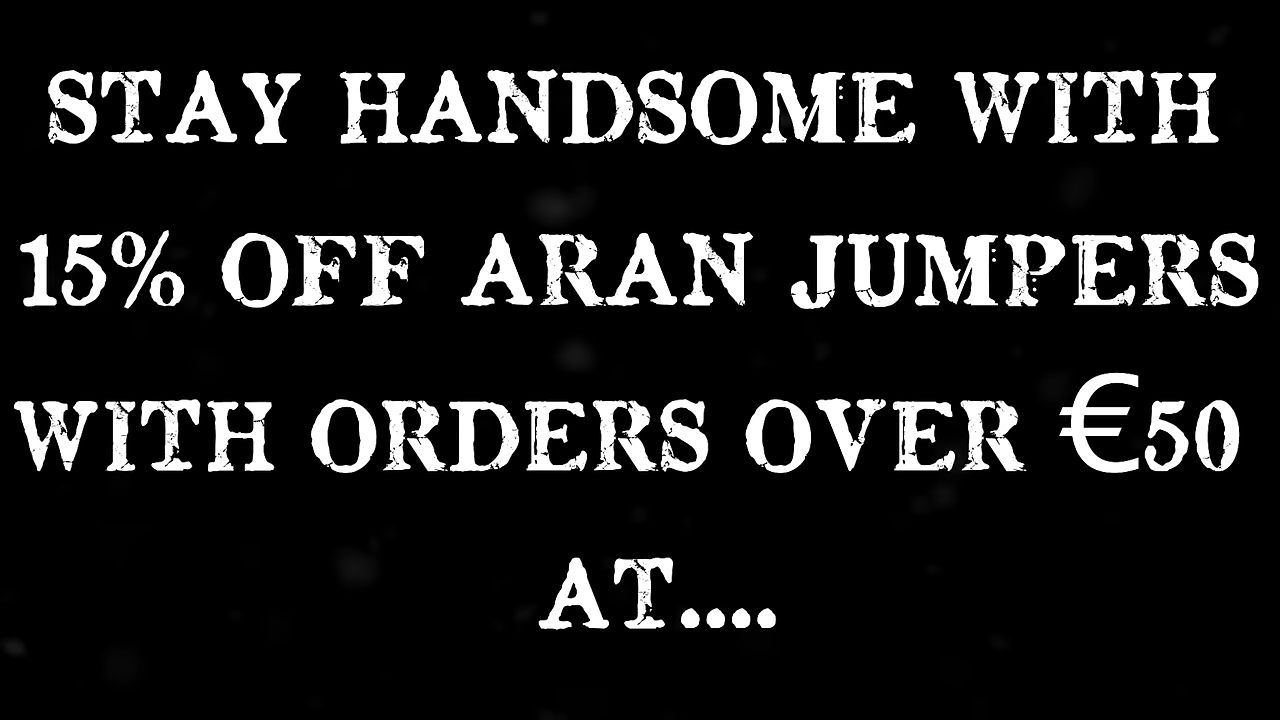 STAY HANDSOME WITH
15% OFF ARAN JUMPERS
WITH ORDERS OVER €50
AT....